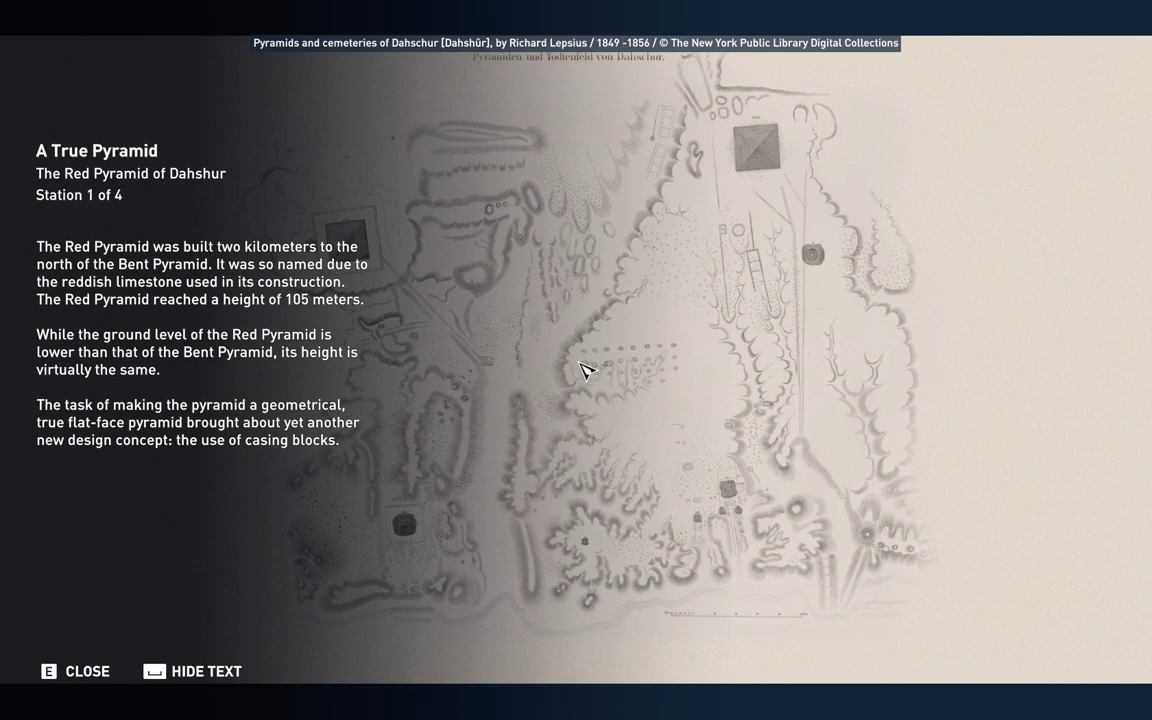 Pyramids and cemeteries of Dahschur [Dahshûr], by Richard Lepsius / 1849 -1856 / © The New York Public Library Digital Collections
Pyramiden und Todtenfeld von Dahschur.
A True Pyramid
The Red Pyramid of Dahshur
Station 1 of 4
The Red Pyramid was built two kilometers to the
north of the Bent Pyramid. It was so named due to
the reddish limestone used in its construction.
The Red Pyramid reached a height of 105 meters.
While the ground level of the Red Pyramid is
lower than that of the Bent Pyramid, its height is
virtually the same.
The task of making the pyramid a geometrical,
true flat-face pyramid brought about yet another
new design concept: the use of casing blocks.
E CLOSE
HIDE TEXT